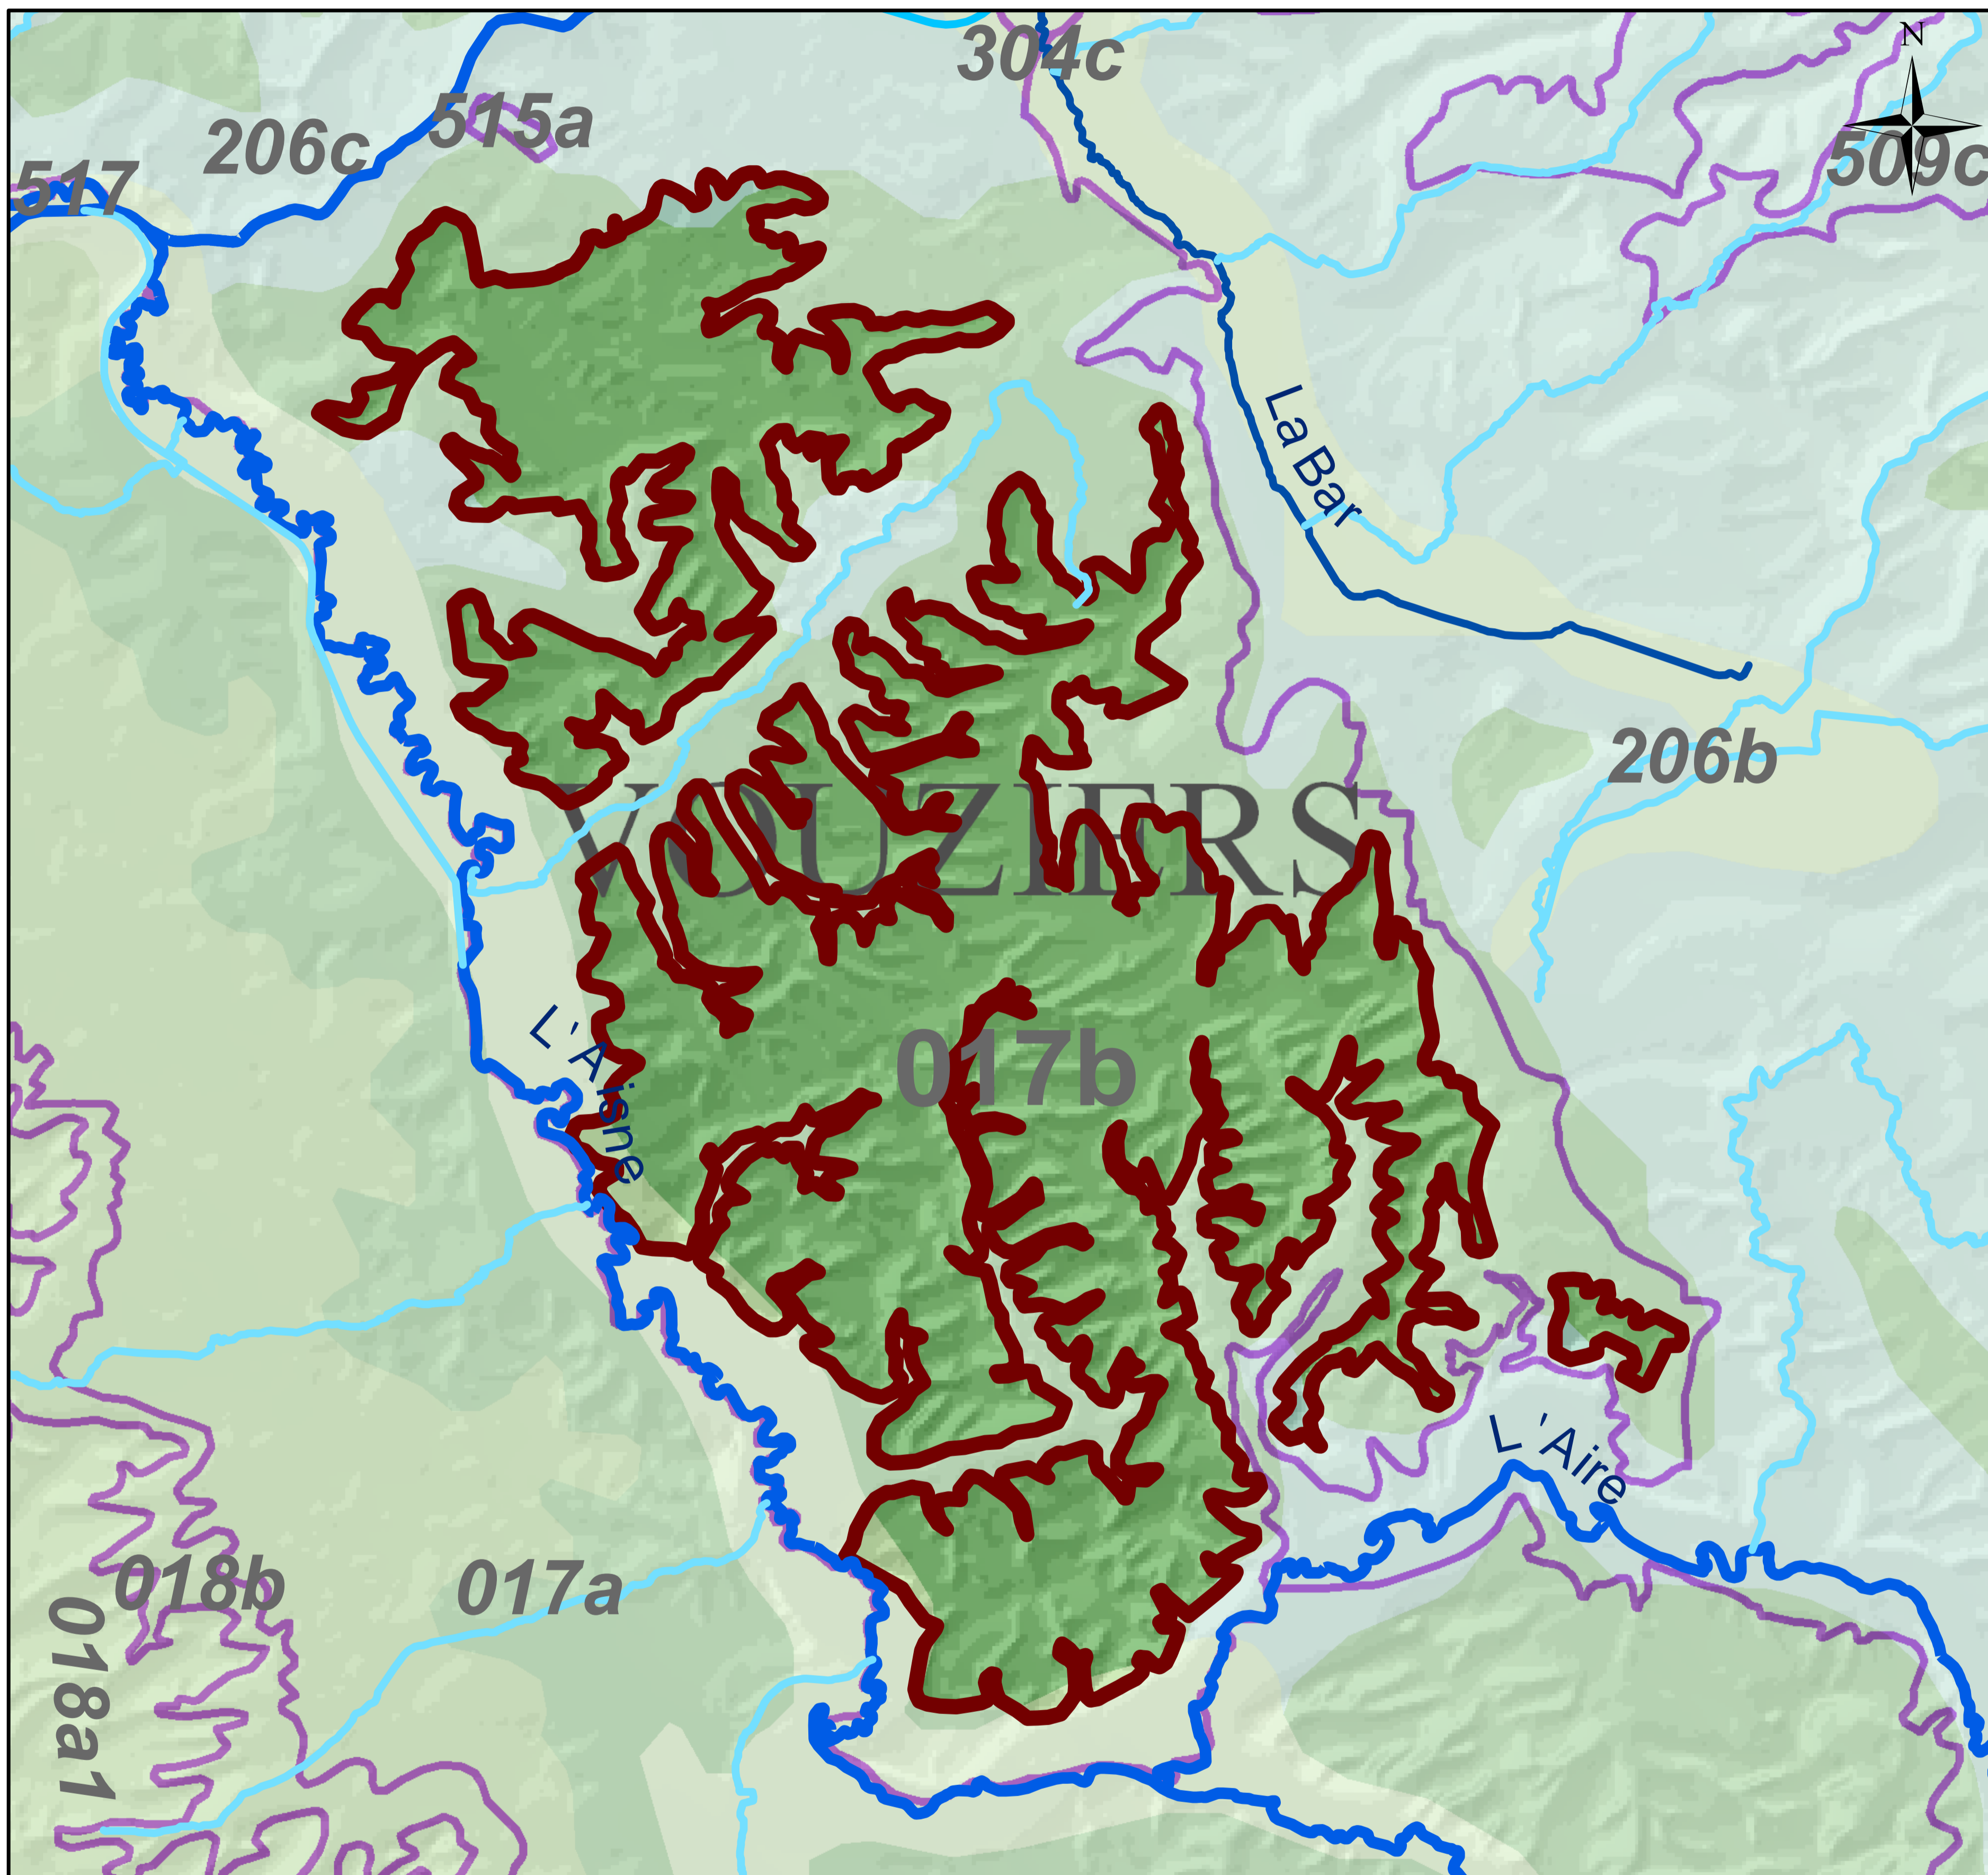 304c
N
515a
206c
509c
517
La Bar
206b
VOUZIERS
L'Aisne
017b
L'Aire
018b
017a
018a1